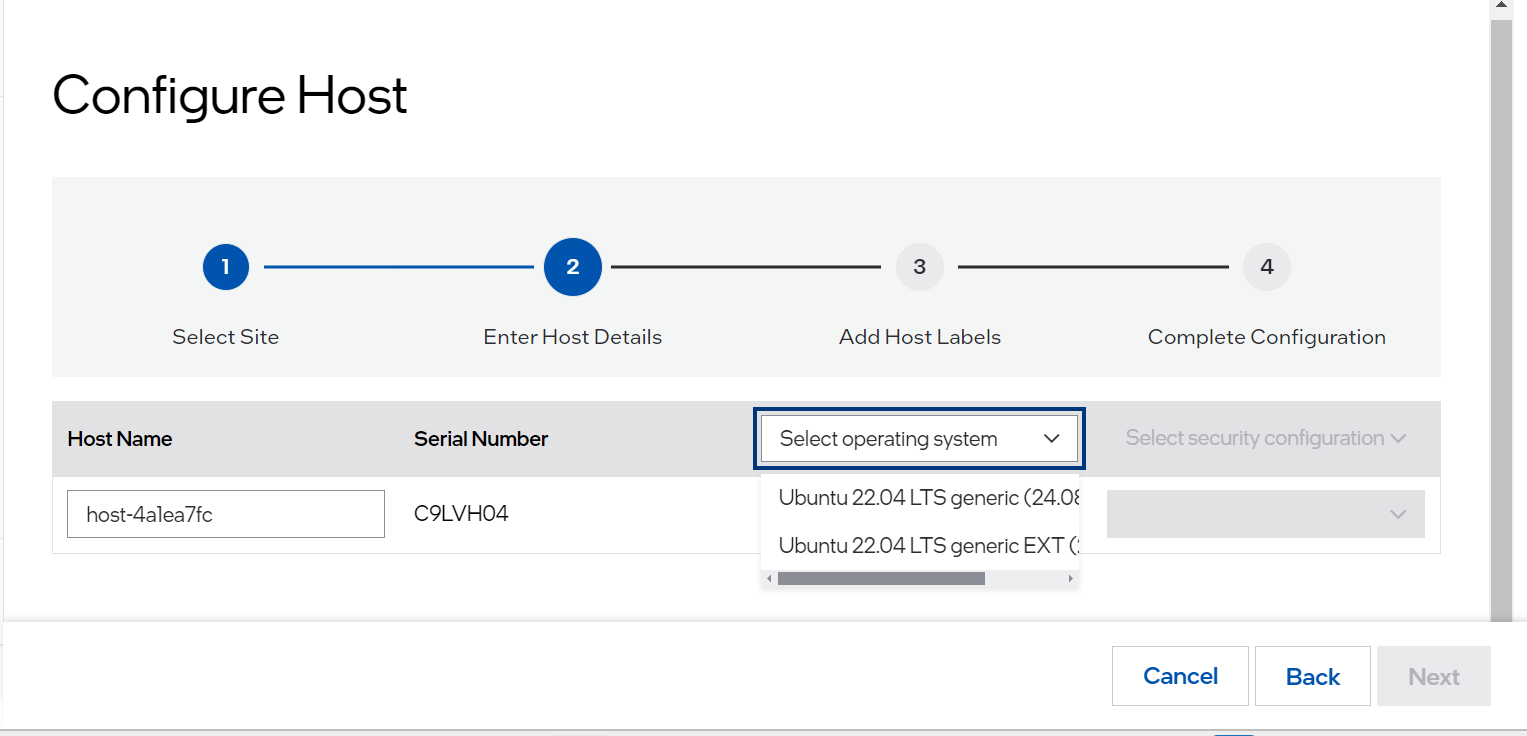 Configure Host
1
2
3
4
Select Site
Enter Host Details
Add Host Labels
Complete Configuration
Host Name
Serial Number
Select operating system
Select security configuration
Ubuntu 22.04 LTS generic (24.08
host-4a1ea7fc
C9LVH04
Ubuntu 22.04 LTS generic EXT (
Cancel
Back
Next